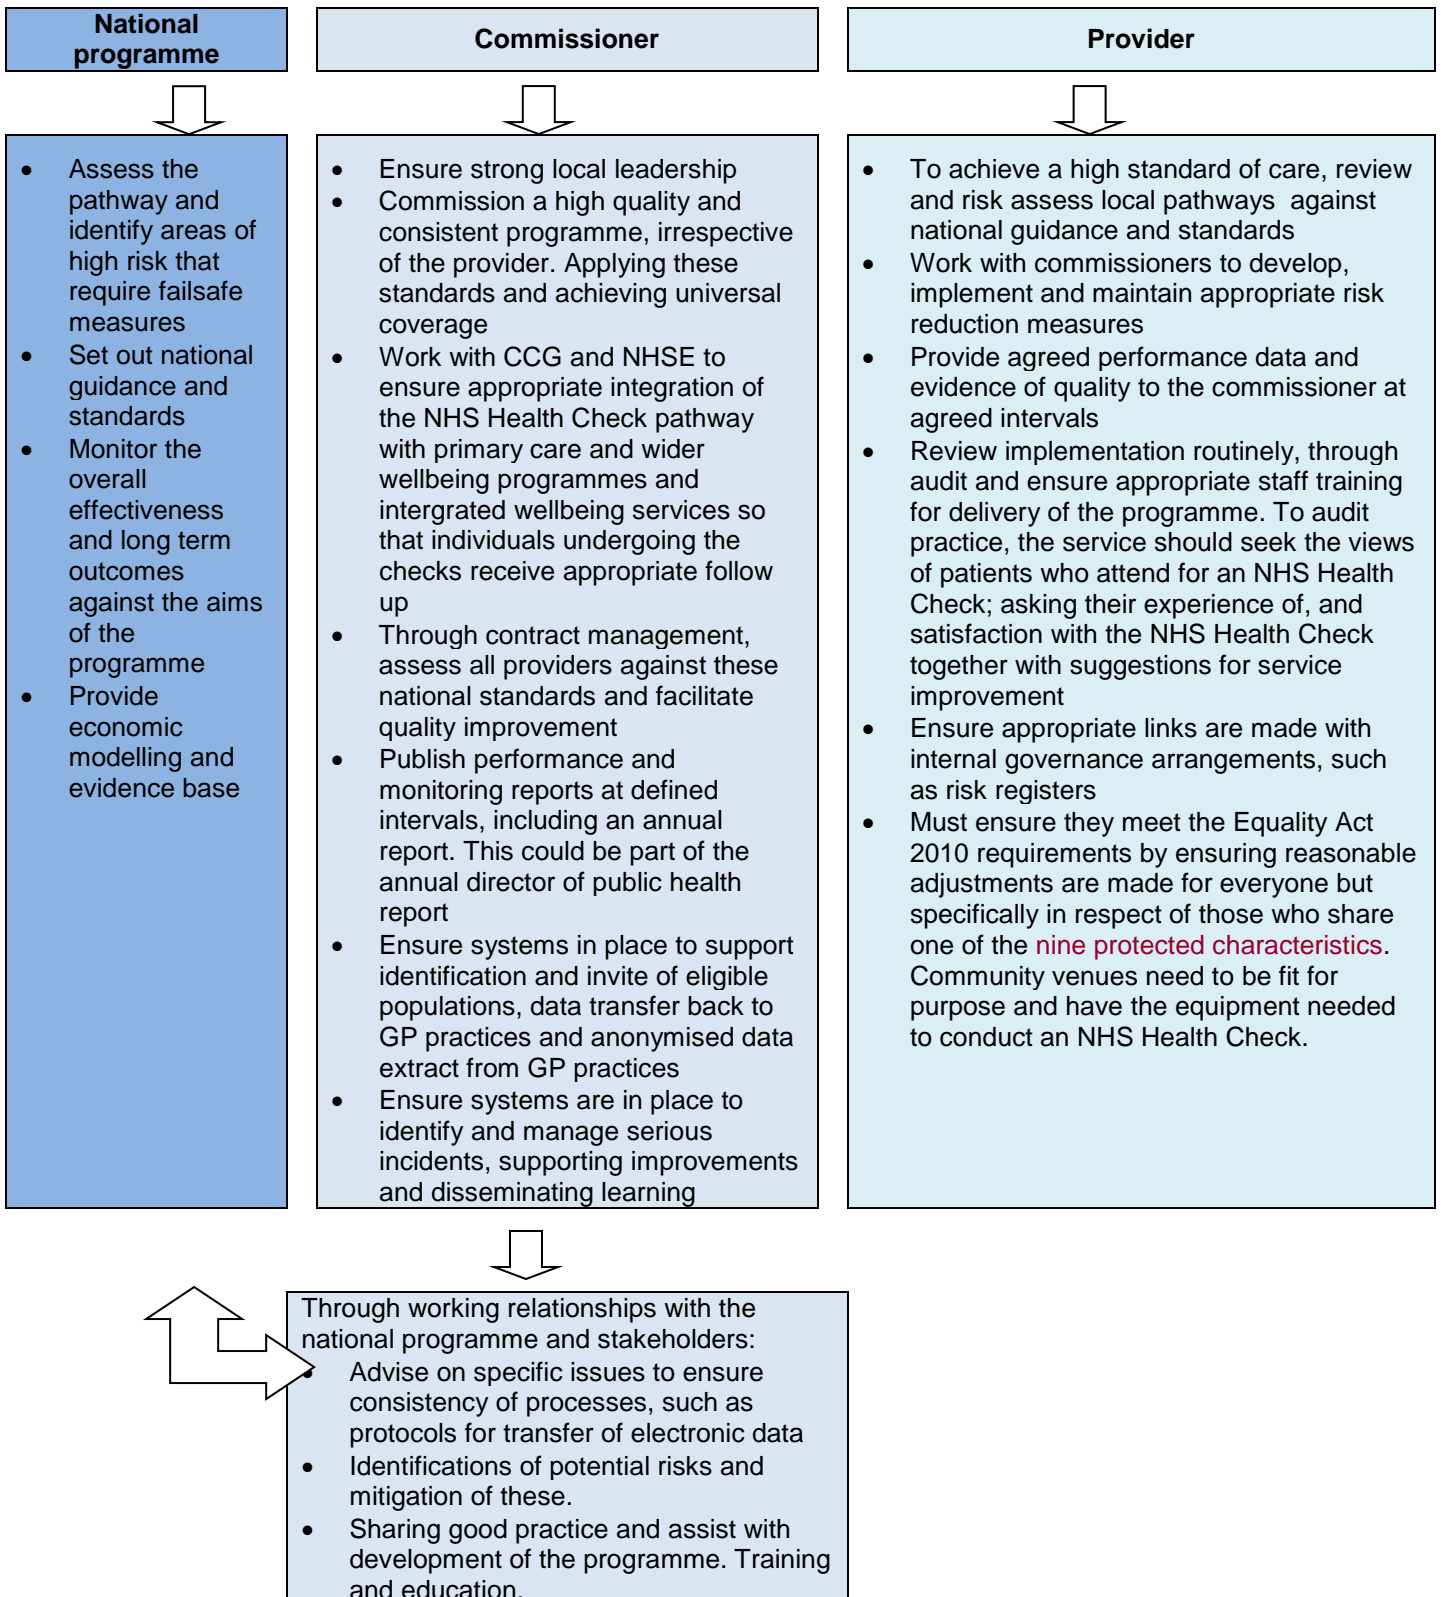 National
programme
Commissioner
Provider
• Assess the
pathway and
identify areas of
high risk that
require failsafe
measures
• Set out national
guidance and
standards
• Monitor the
overall
effectiveness
and long term
outcomes
against the aims
of the
programme
• Provide
economic
modelling and
evidence base
• Ensure strong local leadership
• Commission a high quality and
consistent programme, irrespective
of the provider. Applying these
standards and achieving universal
coverage
• Work with CCG and NHSE to
ensure appropriate integration of
the NHS Health Check pathway
with primary care and wider
wellbeing programmes and
intergrated wellbeing services so
that individuals undergoing the
checks receive appropriate follow
up
• Through contract management,
assess all providers against these
national standards and facilitate
quality improvement
• Publish performance and
monitoring reports at defined
intervals, including an annual
report. This could be part of the
annual director of public health
report
• Ensure systems in place to support
identification and invite of eligible
populations, data transfer back to
GP practices and anonymised data
extract from GP practices
• Ensure systems are in place to
identify and manage serious
incidents, supporting improvements
and disseminating learning
• To achieve a high standard of care, review
and risk assess local pathways against
national guidance and standards
• Work with commissioners to develop,
implement and maintain appropriate risk
reduction measures
• Provide agreed performance data and
evidence of quality to the commissioner at
agreed intervals
• Review implementation routinely, through
audit and ensure appropriate staff training
for delivery of the programme. To audit
practice, the service should seek the views
of patients who attend for an NHS Health
Check; asking their experience of, and
satisfaction with the NHS Health Check
together with suggestions for service
improvement
• Ensure appropriate links are made with
internal governance arrangements, such
as risk registers
• Must ensure they meet the Equality Act
2010 requirements by ensuring reasonable
adjustments are made for everyone but
specifically in respect of those who share
one of the nine protected characteristics.
Community venues need to be fit for
purpose and have the equipment needed
to conduct an NHS Health Check.
Through working relationships with the
national programme and stakeholders:
• Advise on specific issues to ensure
consistency of processes, such as
protocols for transfer of electronic data
• Identifications of potential risks and
mitigation of these.
• Sharing good practice and assist with
development of the programme. Training
and education.